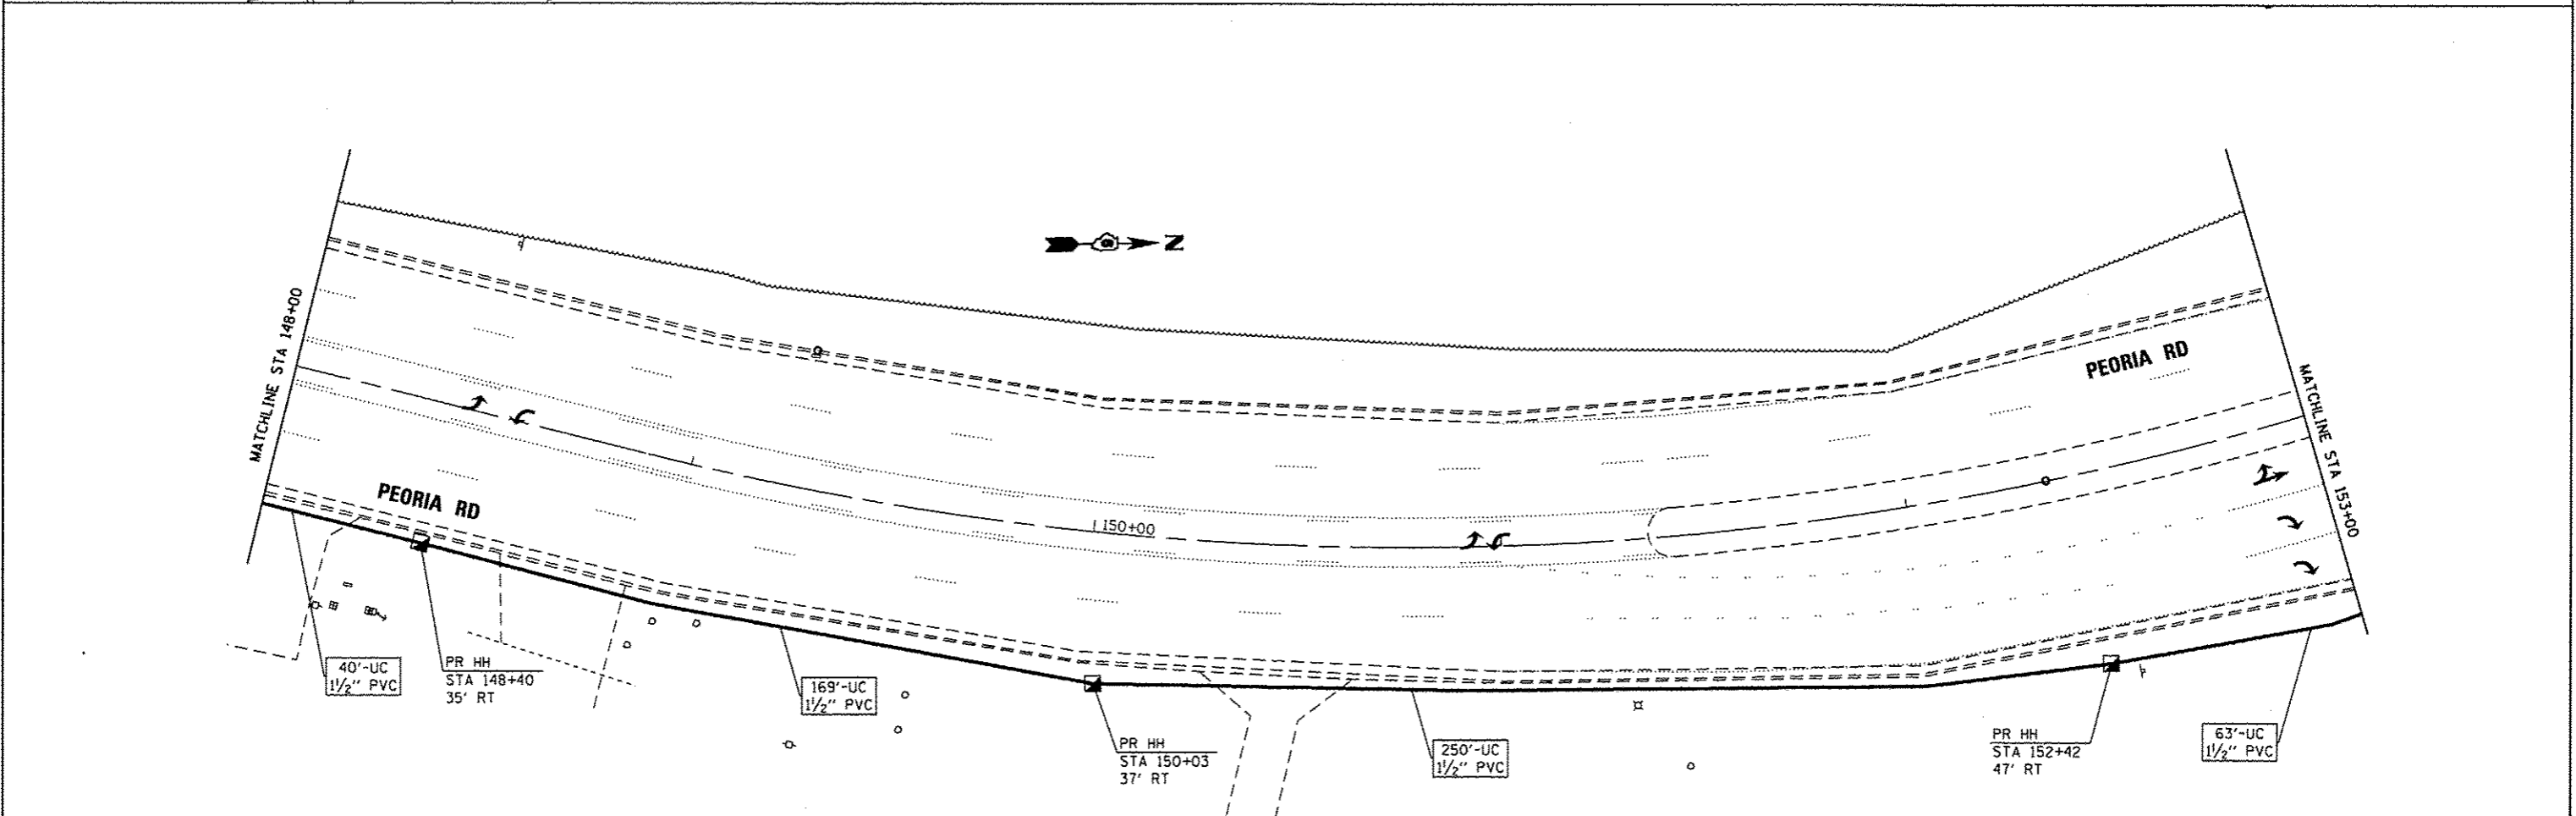 N
MATCHLINE STA 148+00
PEORIA RD
PEORIA RD
MATCHLINE STA 153+00
150+00
40'-UC
1½" PVC
PR HH
STA 148+40
35' RT
169'-UC
1½" PVC
PR HH
STA 150+03
37' RT
250'-UC
1½" PVC
PR HH
STA 152+42
47' RT
63'-UC
1½" PVC